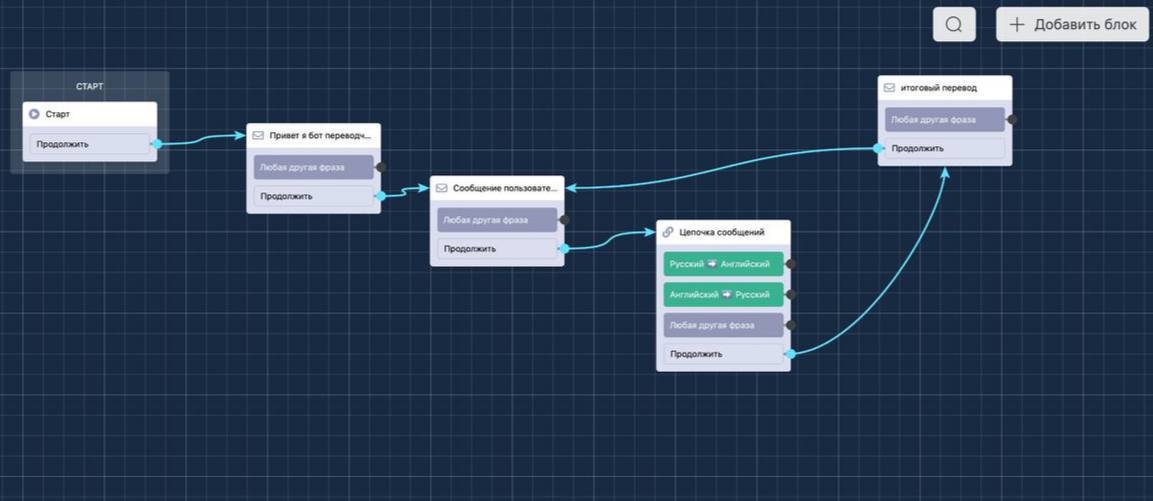 Добавить блок
СТАРТ
Старт
Продолжить
Привет я бот переводч...
Любая другая фраза
Продолжить
Сообщение пользовате...
Любая другая фраза
Продолжить
Цепочка сообщений
Русский ➡ Английский
Английский ➡ Русский
Любая другая фраза
Продолжить
итоговый перевод
Любая другая фраза
Продолжить